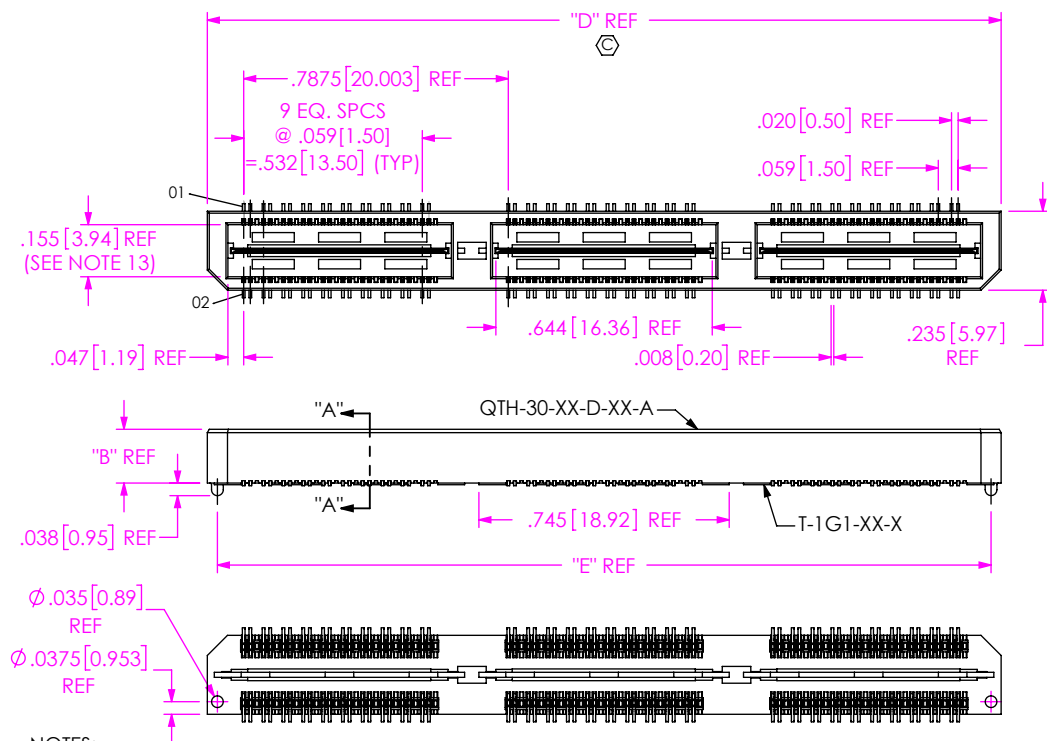 "D" REF
C
.7875[20.003] REF
9 EQ. SPCS
@ .059[1.50]
=.532[13.50] (TYP)
.020[0.50] REF
.059[1.50] REF
01
.155[3.94]REF
(SEE NOTE 13)
02
.047[1.19] REF
.644[16.36] REF
.008[0.20] REF
.235[5.97]
REF
"A"
QTH-30-XX-D-XX-A
"B" REF
"A"
.745[18.92] REF
T-1G1-XX-X
.038[0.95] REF
"E" REF
Ø.035[0.89]
REF
Ø.0375[0.953]
REF
NOTES: